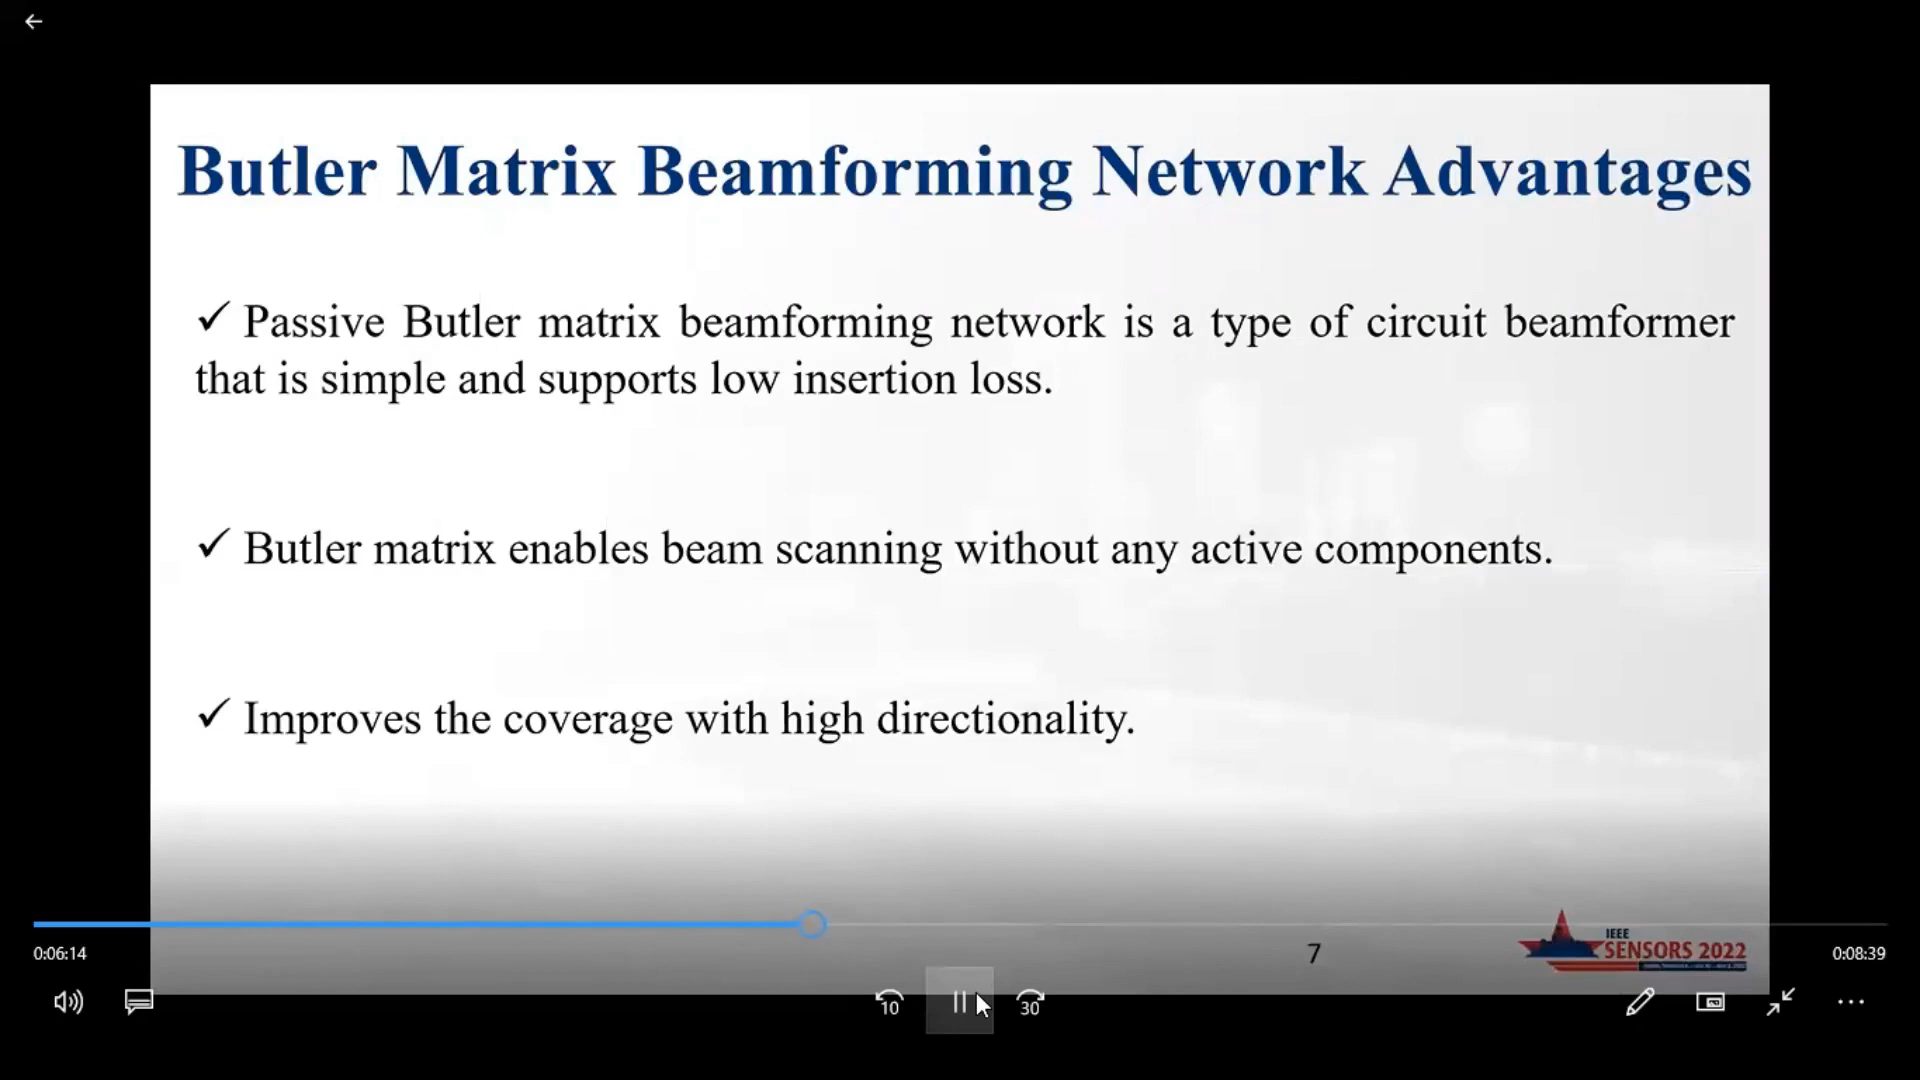 Butler Matrix Beamforming Network Advantages
✓ Passive Butler matrix beamforming network is a type of circuit beamformer
that is simple and supports low insertion loss.
✓ Butler matrix enables beam scanning without any active components.
✓ Improves the coverage with high directionality.
0:06:14
7
IEEE
SENSORS 2022
0:08:39
10
30